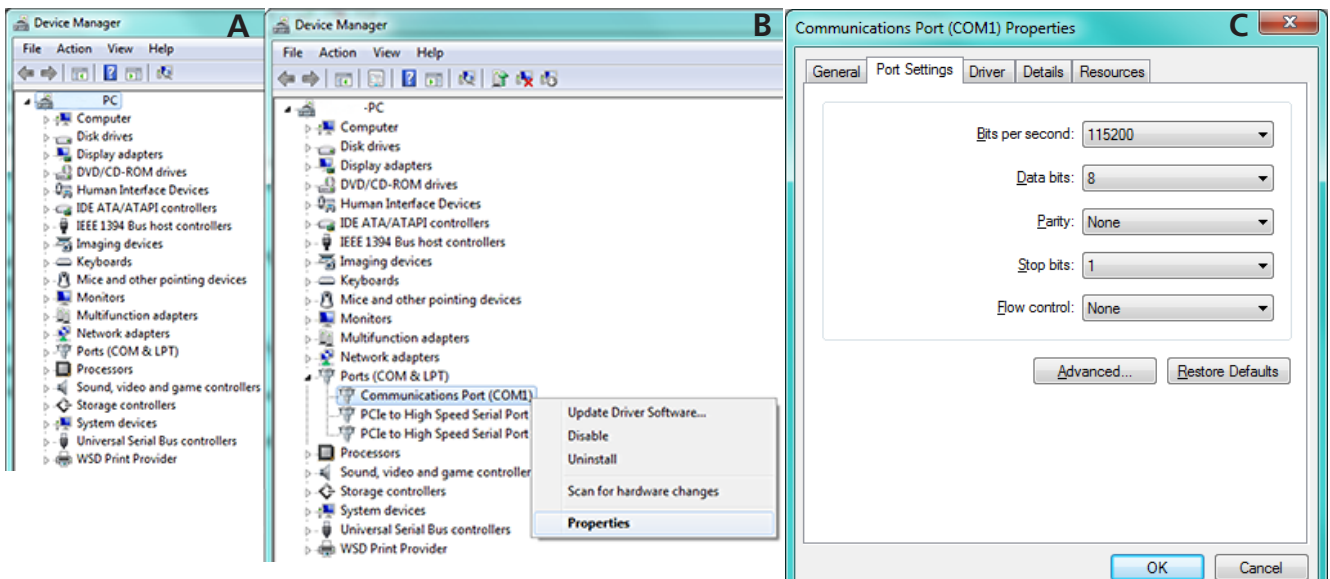 Device Manager
A
File Action View Help
PC
Computer
Disk drives
Display adapters
DVD/CD-ROM drives
Human Interface Devices
IDE ATA/ATAPI controllers
IEEE 1394 Bus host controllers
Imaging devices
Keyboards
Mice and other pointing devices
Monitors
Multifunction adapters
Network adapters
Ports (COM & LPT)
Processors
Sound, video and game controllers
Storage controllers
System devices
Universal Serial Bus controllers
WSD Print Provider
Device Manager
B
File Action View Help
-PC
Computer
Disk drives
Display adapters
DVD/CD-ROM drives
Human Interface Devices
IDE ATA/ATAPI controllers
IEEE 1394 Bus host controllers
Imaging devices
Keyboards
Mice and other pointing devices
Monitors
Multifunction adapters
Network adapters
Ports (COM & LPT)
Communications Port (COM1)
PCIe to High Speed Serial Port
PCIe to High Speed Serial Port
Processors
Sound, video and game controller
Storage controllers
System devices
Universal Serial Bus controllers
WSD Print Provider
Update Driver Software...
Disable
Uninstall
Scan for hardware changes
Properties
Communications Port (COM1) Properties
C
General Port Settings Driver Details Resources
Bits per second: 115200
Data bits: 8
Parity: None
Stop bits: 1
Flow control: None
Advanced... Restore Defaults
OK Cancel